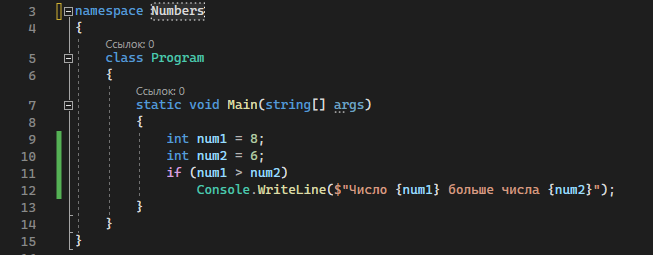 3 namespace Numbers
4 {
Ссылок: 0
5 class Program
6 {
Ссылок: 0
7 static void Main(string[] args)
8 {
9 int num1 = 8;
10 int num2 = 6;
11 if (num1 > num2)
12 Console.WriteLine($"Число {num1} больше числа {num2}");
13 }
14 }
15 }